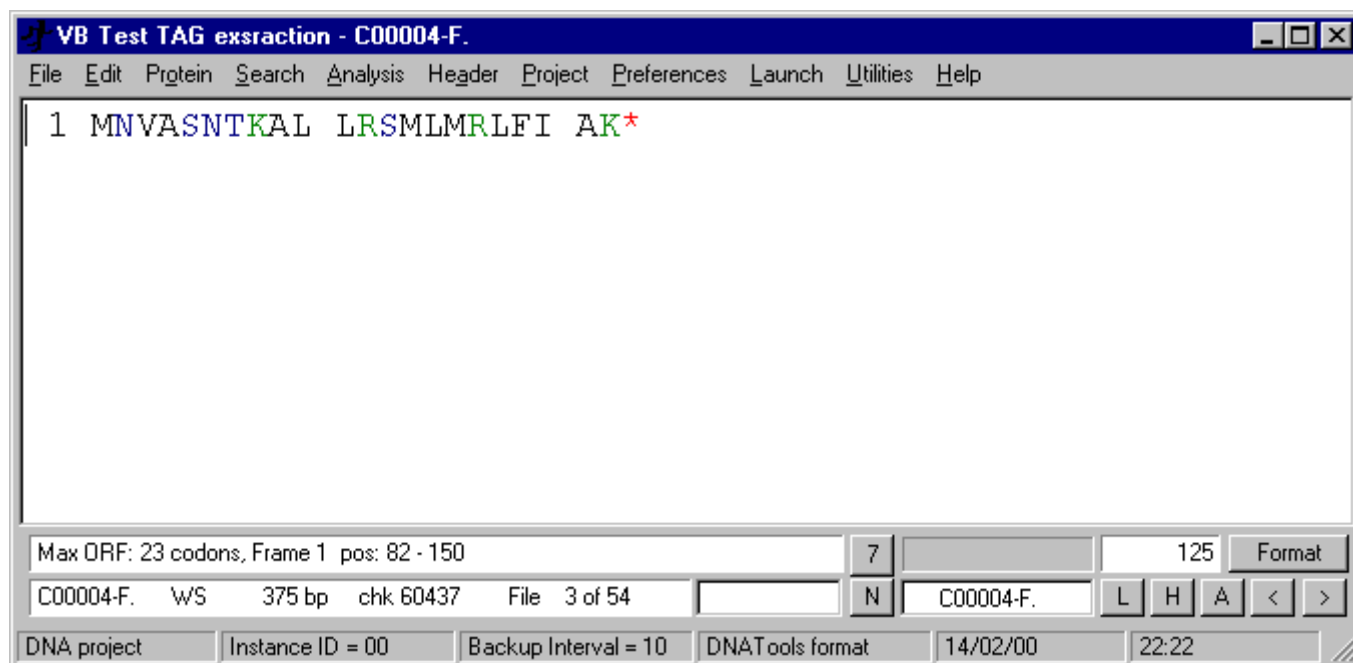 VB Test TAG exsraction - C00004-F.
File Edit Protein Search Analysis Header Project Preferences Launch Utilities Help
1 MNVASNTKAL LRSMLMRLFI AK*
Max ORF: 23 codons, Frame 1 pos: 82 - 150 7 125 Format
C00004-F. WS 375 bp chk 60437 File 3 of 54 N C00004-F. L H A < >
DNA project Instance ID = 00 Backup Interval = 10 DNATools format 14/02/00 22:22